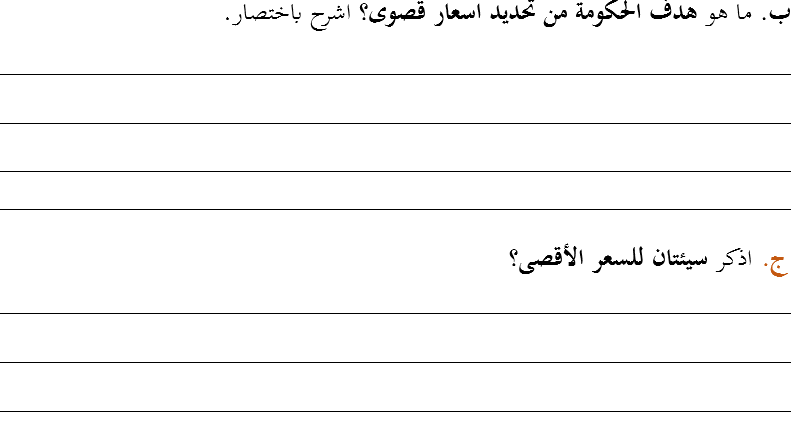 ب. ما هو هدف الحكومة من تحديد اسعار قصوى؟ اشرح باختصار.
ج. اذكر سيئتان للسعر الأقصى؟